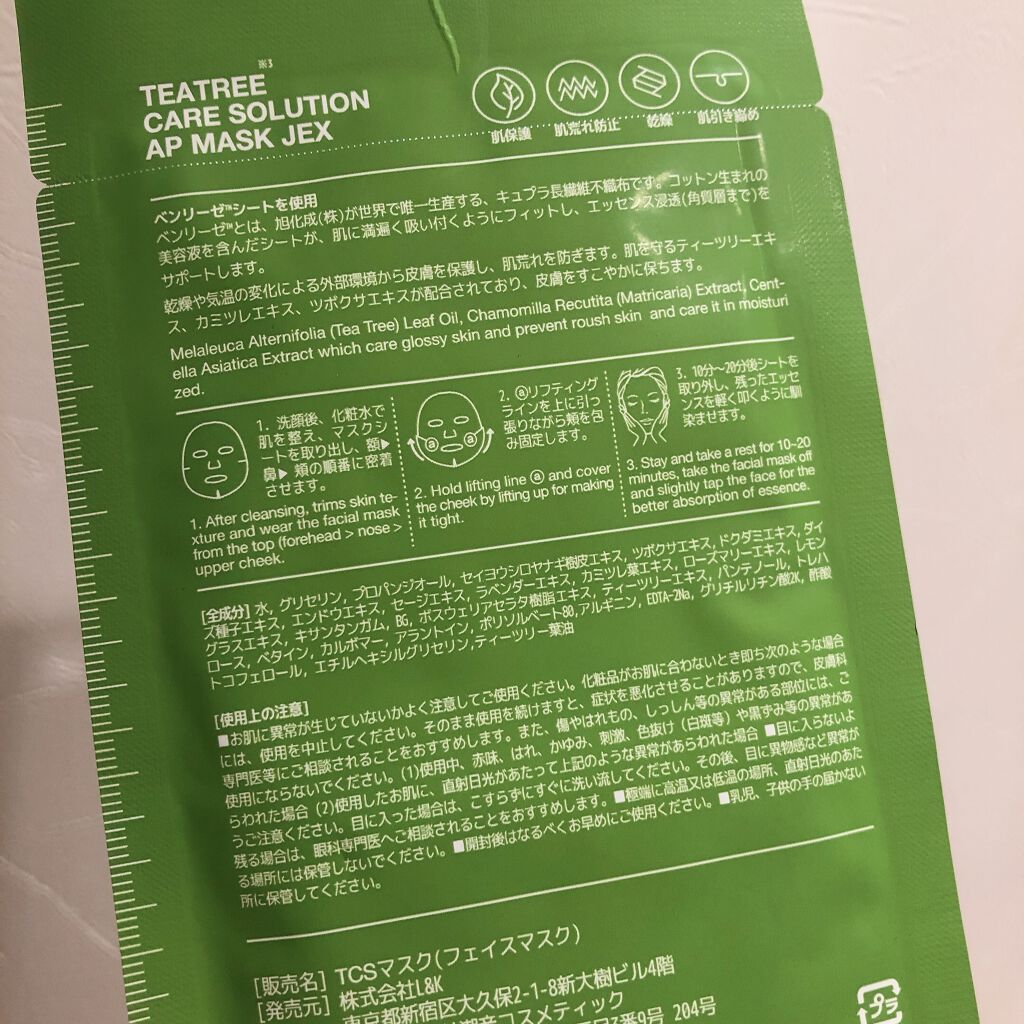 ※3
TEATREE
CARE SOLUTION
AP MASK JEX
肌保護
肌荒れ防止
乾燥
肌引き締め
ベンリーゼ™シートを使用
ベンリーゼ™とは、旭化成(株)が世界で唯一生産する、キュプラ長繊維不織布です。コットン生まれの
美容液を含んだシートが、肌に満遍く吸い付くようにフィットし、エッセンス浸透(角質層まで)を
サポートします。
乾燥や気温の変化による外部環境から皮膚を保護し、肌荒れを防ぎます。肌を守るティーツリーエキ
ス、カミツレエキス、ツボクサエキスが配合されており、皮膚をすこやかに保ちます。
Melaleuca Alternifolia (Tea Tree) Leaf Oil, Chamomilla Recutita (Matricaria) Extract, Cent-
ella Asiatica Extract which care glossy skin and prevent roush skin and care it in moisturi
zed.
1. 洗顔後、化粧水で
肌を整え、マスクシ
ートを取り出し、額▶
鼻▶ 頬の順番に密着
させます。
1. After cleansing, trims skin te-
xture and wear the facial mask
from the top (forehead > nose >
upper cheek.
ⓐ ⓐ
2. ⓐリフティング
ラインを上に引っ
張りながら頬を包
み固定します。
2. Hold lifting line ⓐ and cover
the cheek by lifting up for making
it tight.
3. 10分～20分後シートを
取り外し、残ったエッセ
ンスを軽く叩くように馴
染ませます。
3. Stay and take a rest for 10-20
minutes, take the facial mask off
and slightly tap the face for the
better absorption of essence.
[全成分] 水, グリセリン, プロパンジオール, セイヨウシロヤナギ樹皮エキス, ツボクサエキス, ドクダミエキス, ダイ
ズ種子エキス, エンドウエキス, セージエキス, ラベンダーエキス, カミツレ葉エキス, ローズマリーエキス, レモン
グラスエキス, キサンタンガム, BG, ボスウェリアセラタ樹脂エキス, ティーツリーエキス, パンテノール, トレハ
ロース, ベタイン, カルボマー, アラントイン, ポリソルベート80,アルギニン, EDTA-2Na, グリチルリチン酸2K, 酢酸
トコフェロール, エチルヘキシルグリセリン,ティーツリー葉油
[使用上の注意]
■お肌に異常が生じていないかよく注意してご使用ください。化粧品がお肌に合わないとき即ち次のような場合
には、使用を中止してください。そのまま使用を続けますと、症状を悪化させることがありますので、皮膚科
専門医等にご相談されることをおすすめします。また、傷やはれもの、しっしん等の異常がある部位には、ご
使用にならないでください。(1)使用中、赤味、はれ、かゆみ、刺激、色抜け（白斑等）や黒ずみ等の異常があ
らわれた場合 (2)使用したお肌に、直射日光があたって上記のような異常があらわれた場合 ■目に入らないよ
うご注意ください。目に入った場合は、こすらずにすぐに洗い流してください。その後、目に異物感など異常が
残る場合は、眼科専門医へご相談されることをおすすめします。■極端に高温又は低温の場所、直射日光のあた
る場所には保管しないでください。■開封後はなるべくお早めにご使用ください。■乳児、子供の手の届かない
所に保管してください。
[販売名] TCSマスク(フェイスマスク)
[発売元] 株式会社L&K
東京都新宿区大久保2-1-8新大樹ビル4階
コスメティック
番9号 204号
プラ